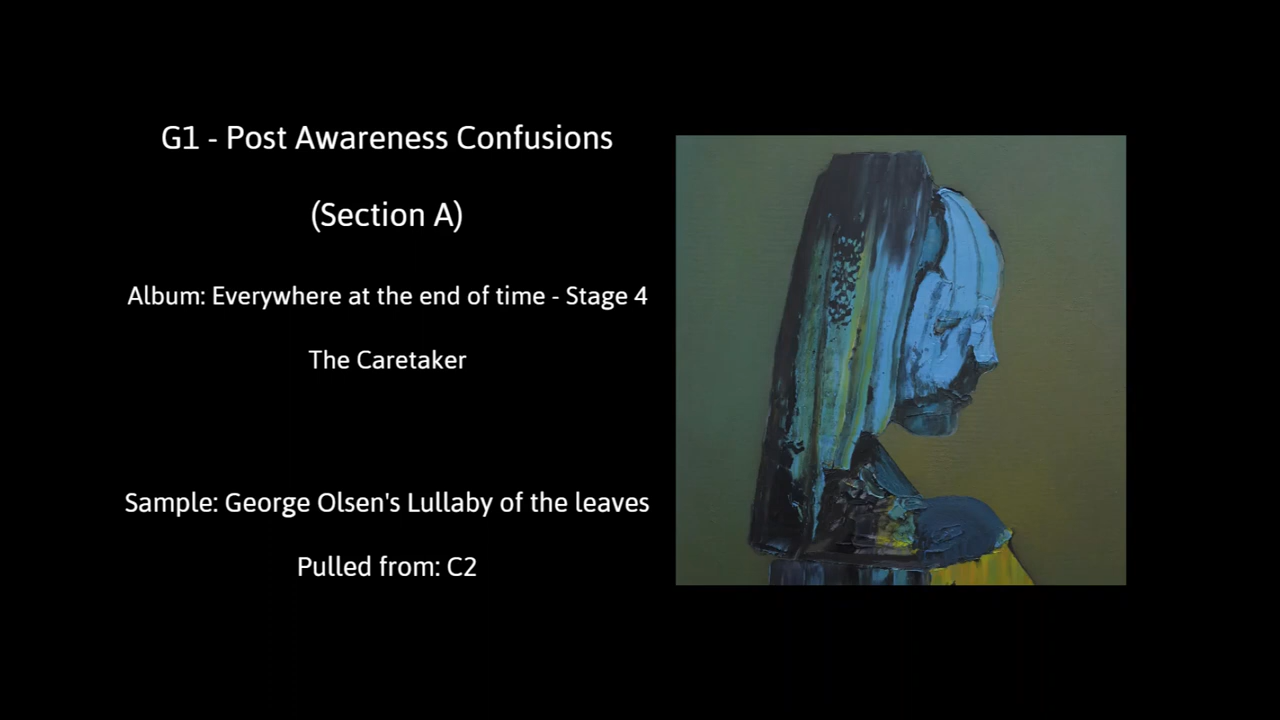 G1 - Post Awareness Confusions
(Section A)
Album: Everywhere at the end of time - Stage 4
The Caretaker
Sample: George Olsen's Lullaby of the leaves
Pulled from: C2